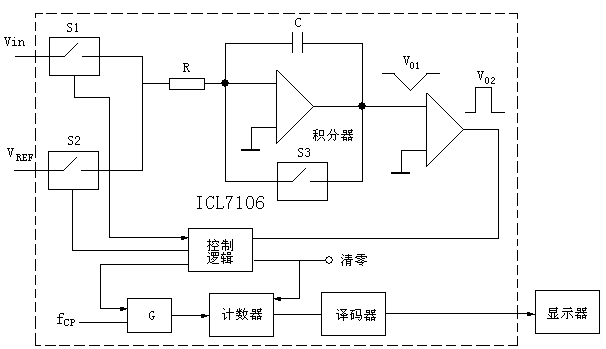 S1
C
Vin
R
V01
V02
积分器
S2
S3
VREF
ICL7106
控制
逻辑
清零
fCP
G
计数器
译码器
显示器